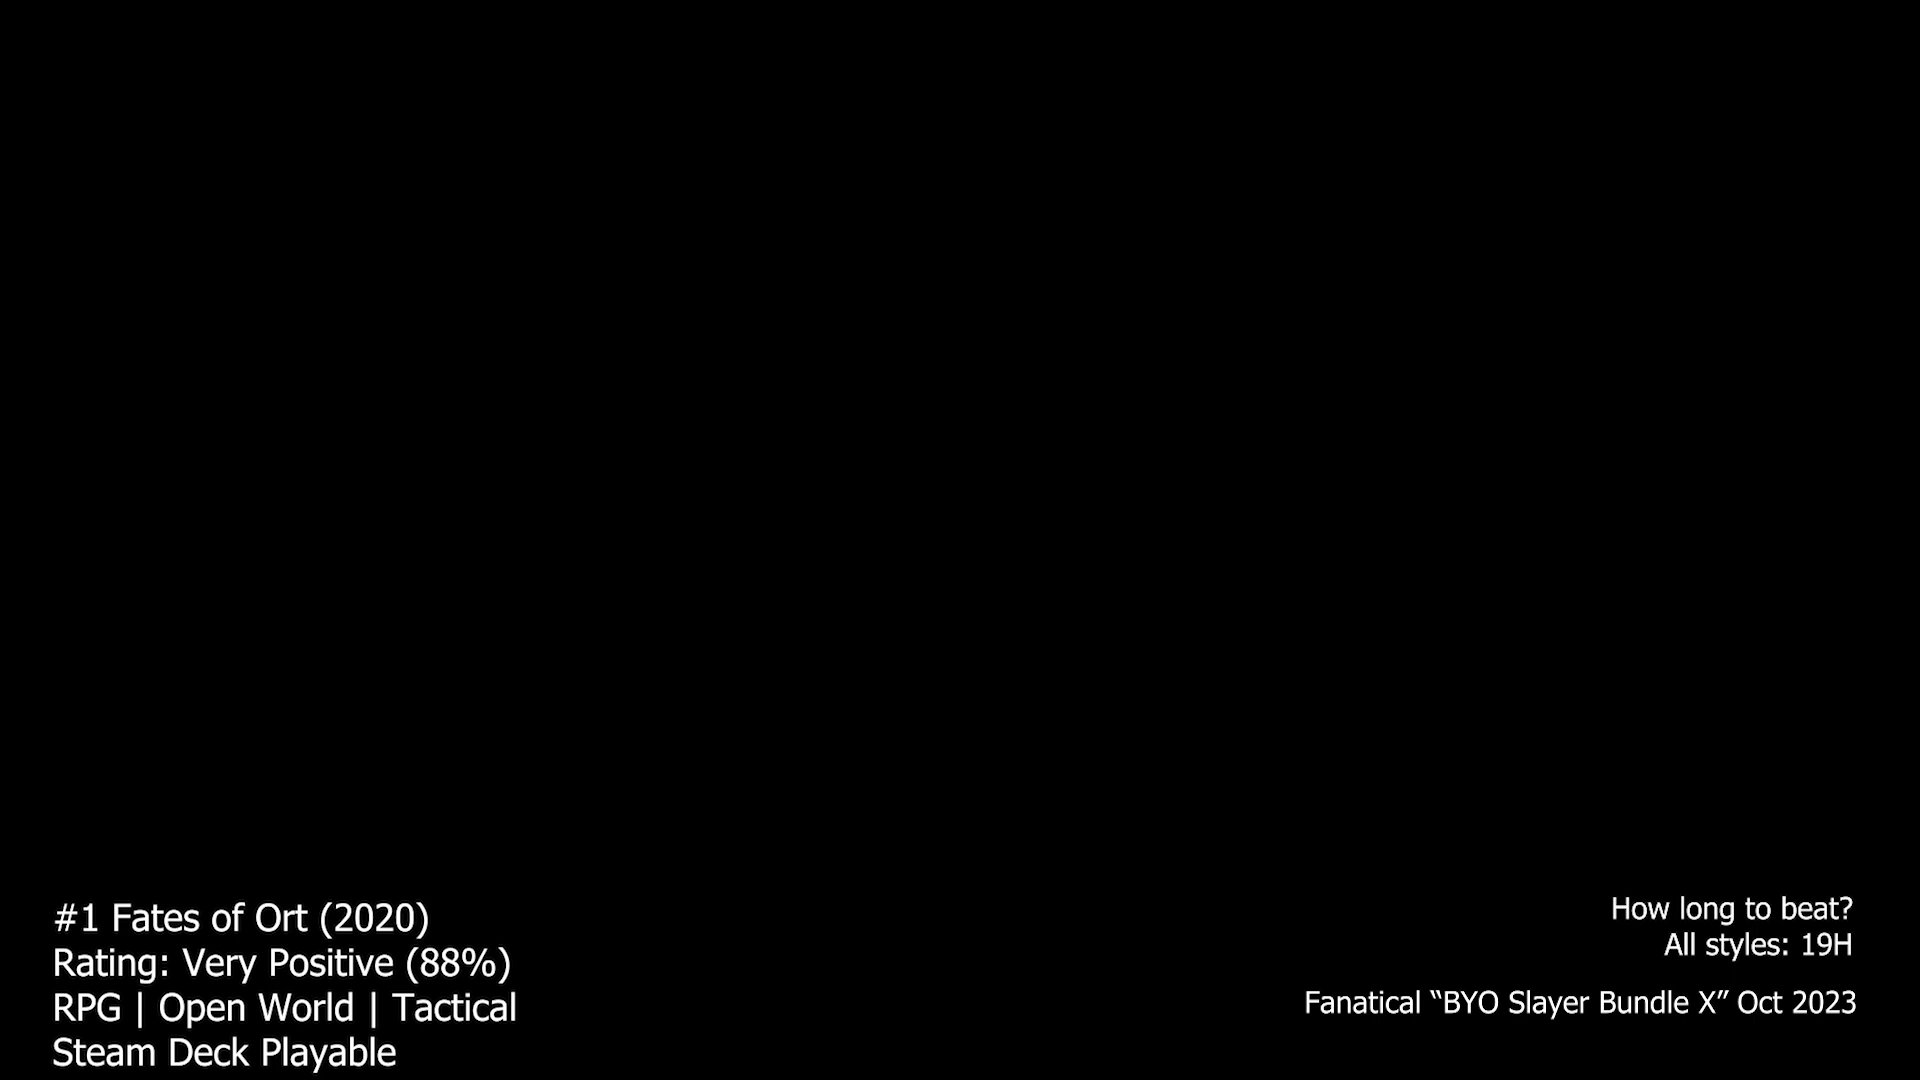 #1 Fates of Ort (2020)
Rating: Very Positive (88%)
RPG | Open World | Tactical
Steam Deck Playable
How long to beat?
All styles: 19H
Fanatical “BYO Slayer Bundle X” Oct 2023